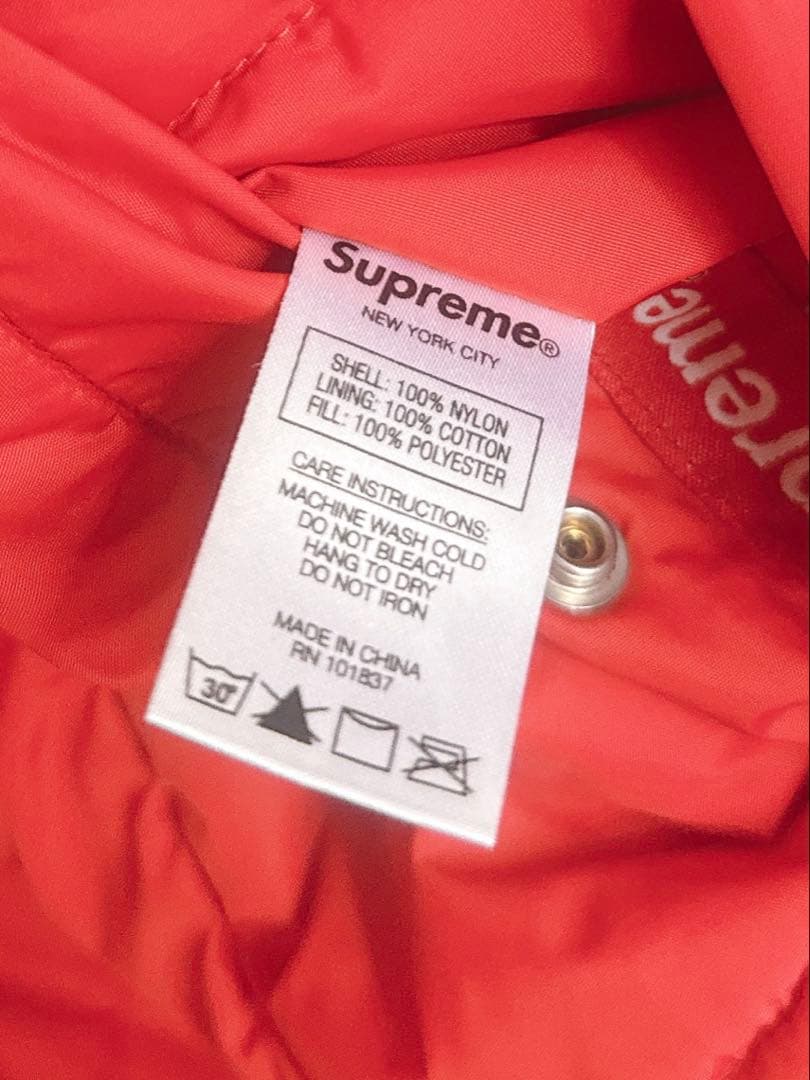 Supreme®
NEW YORK CITY
SHELL: 100% NYLON
LINING: 100% COTTON
FILL: 100% POLYESTER
CARE INSTRUCTIONS:
MACHINE WASH COLD
DO NOT BLEACH
HANG TO DRY
DO NOT IRON
MADE IN CHINA
RN 101837
30°
preme